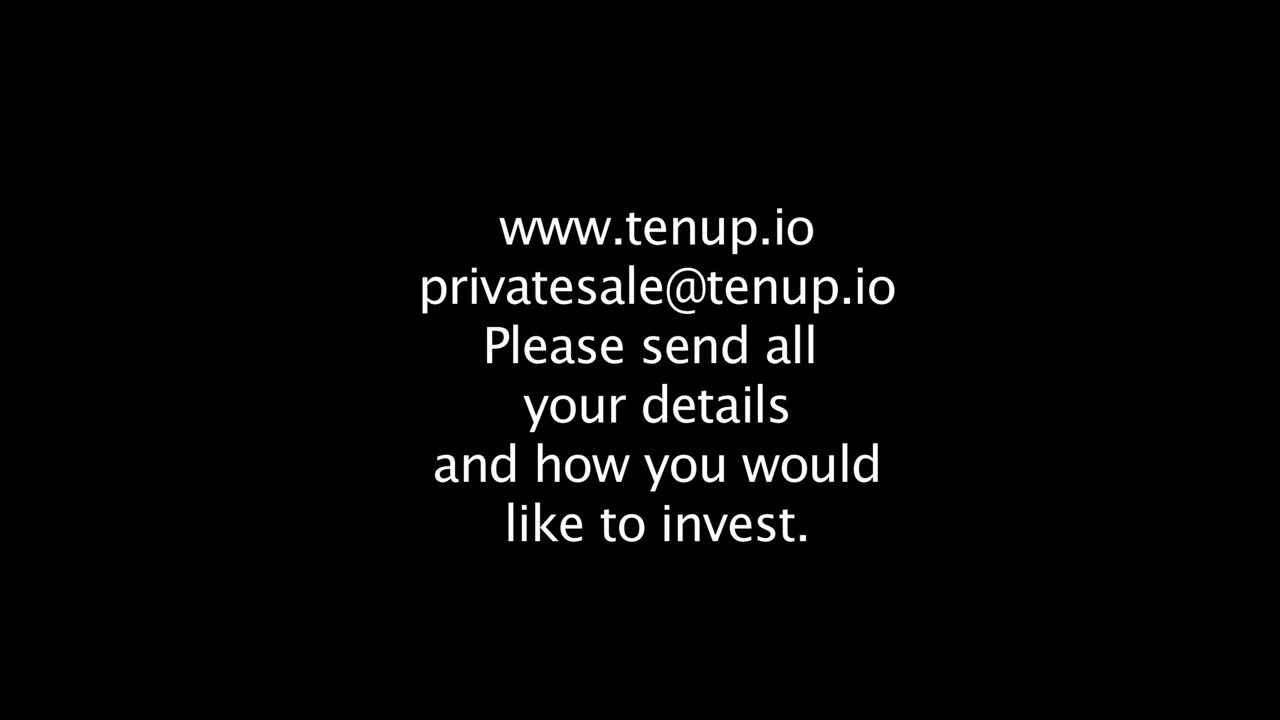 www.tenup.io
privatesale@tenup.io
Please send all
your details
and how you would
like to invest.